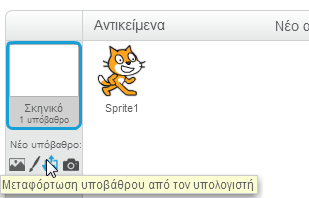 Αντικείμενα
Νέο α
Σκηνικό
1 υπόβαθρο
Sprite1
Νέο υπόβαθρο:
Μεταφόρτωση υποβάθρου από τον υπολογιστή